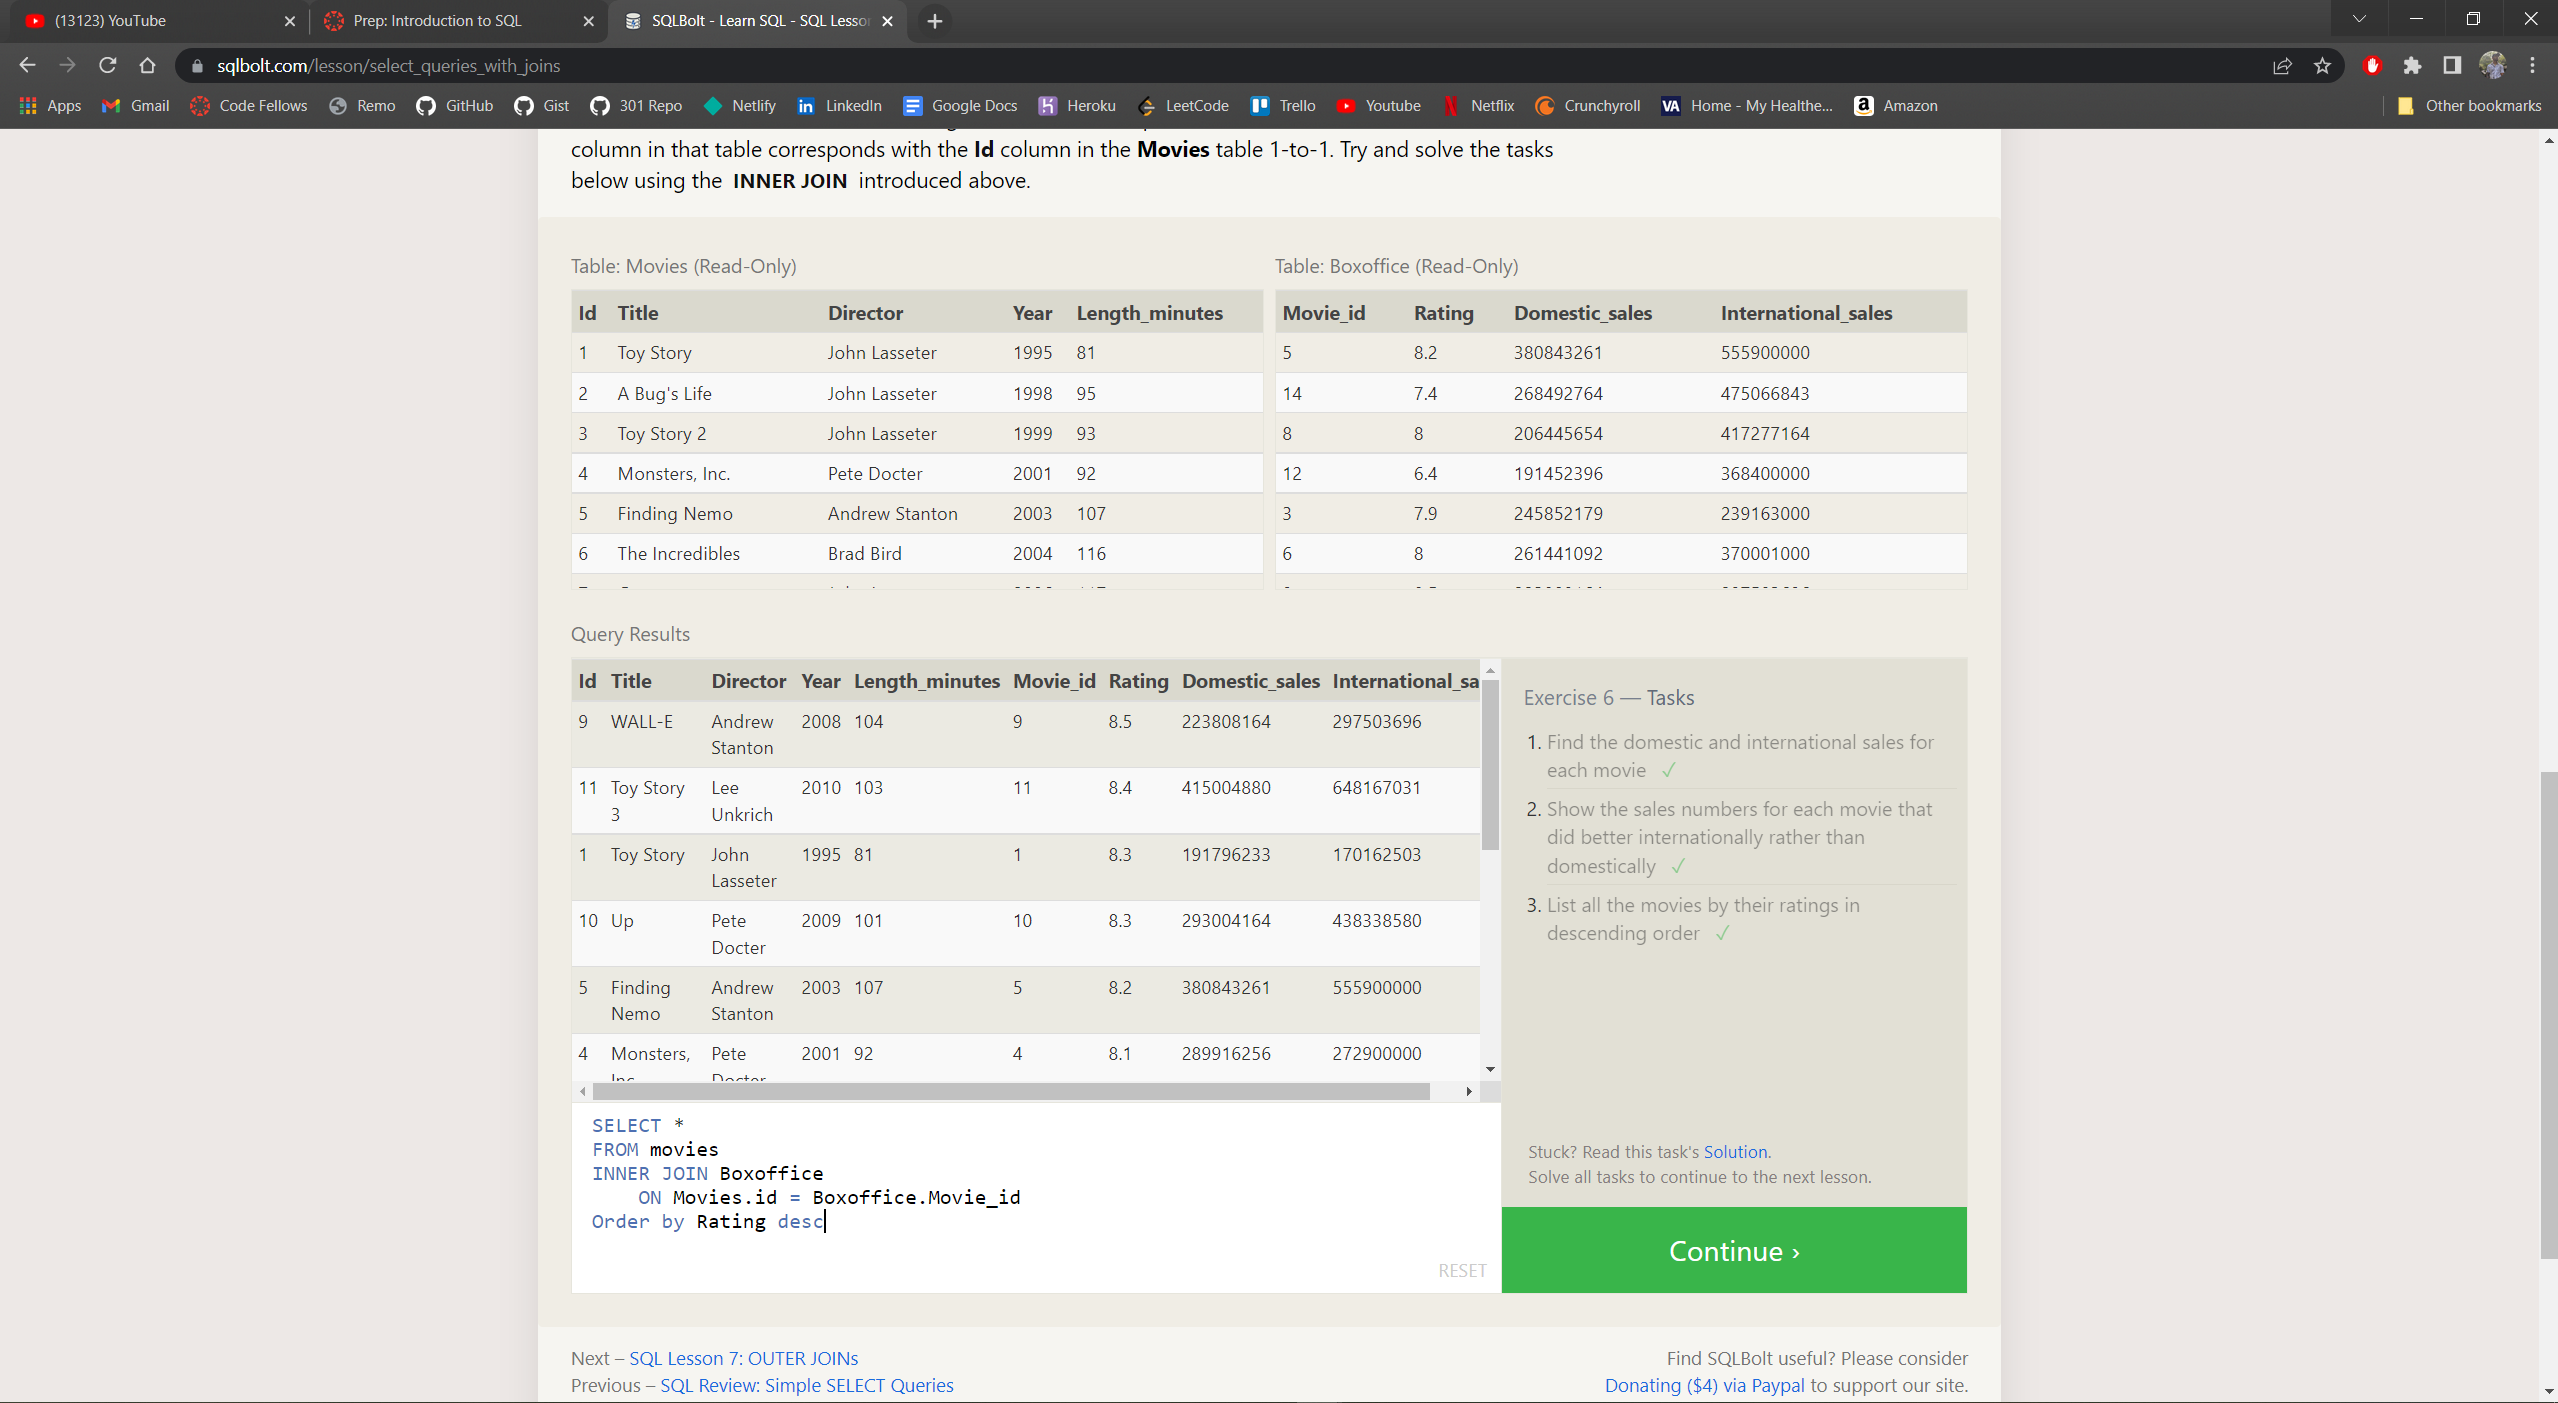 (13123) YouTube
Prep: Introduction to SQL
SQLBolt - Learn SQL - SQL Lesso
sqlbolt.com/lesson/select_queries_with_joins
Apps Gmail Code Fellows Remo GitHub Gist 301 Repo Netlify LinkedIn Google Docs Heroku LeetCode Trello Youtube Netflix Crunchyroll VA Home - My Healthe... Amazon Other bookmarks
column in that table corresponds with the Id column in the Movies table 1-to-1. Try and solve the tasks
below using the INNER JOIN introduced above.
Table: Movies (Read-Only)
Id Title Director Year Length_minutes
1 Toy Story John Lasseter 1995 81
2 A Bug's Life John Lasseter 1998 95
3 Toy Story 2 John Lasseter 1999 93
4 Monsters, Inc. Pete Docter 2001 92
5 Finding Nemo Andrew Stanton 2003 107
6 The Incredibles Brad Bird 2004 116
Table: Boxoffice (Read-Only)
Movie_id Rating Domestic_sales International_sales
5 8.2 380843261 555900000
14 7.4 268492764 475066843
8 8 206445654 417277164
12 6.4 191452396 368400000
3 7.9 245852179 239163000
6 8 261441092 370001000
Query Results
Id Title Director Year Length_minutes Movie_id Rating Domestic_sales International_sa
9 WALL-E Andrew 2008 104 9 8.5 223808164 297503696
Stanton
11 Toy Story Lee 2010 103 11 8.4 415004880 648167031
3 Unkrich
1 Toy Story John 1995 81 1 8.3 191796233 170162503
Lasseter
10 Up Pete 2009 101 10 8.3 293004164 438338580
Docter
5 Finding Andrew 2003 107 5 8.2 380843261 555900000
Nemo Stanton
4 Monsters, Pete 2001 92 4 8.1 289916256 272900000
Inc. Docter
SELECT *
FROM movies
INNER JOIN Boxoffice
ON Movies.id = Boxoffice.Movie_id
Order by Rating desc
RESET
Exercise 6 — Tasks
1. Find the domestic and international sales for
each movie ✓
2. Show the sales numbers for each movie that
did better internationally rather than
domestically ✓
3. List all the movies by their ratings in
descending order ✓
Stuck? Read this task's Solution.
Solve all tasks to continue to the next lesson.
Continue ›
Next – SQL Lesson 7: OUTER JOINs
Previous – SQL Review: Simple SELECT Queries
Find SQLBolt useful? Please consider
Donating ($4) via Paypal to support our site.